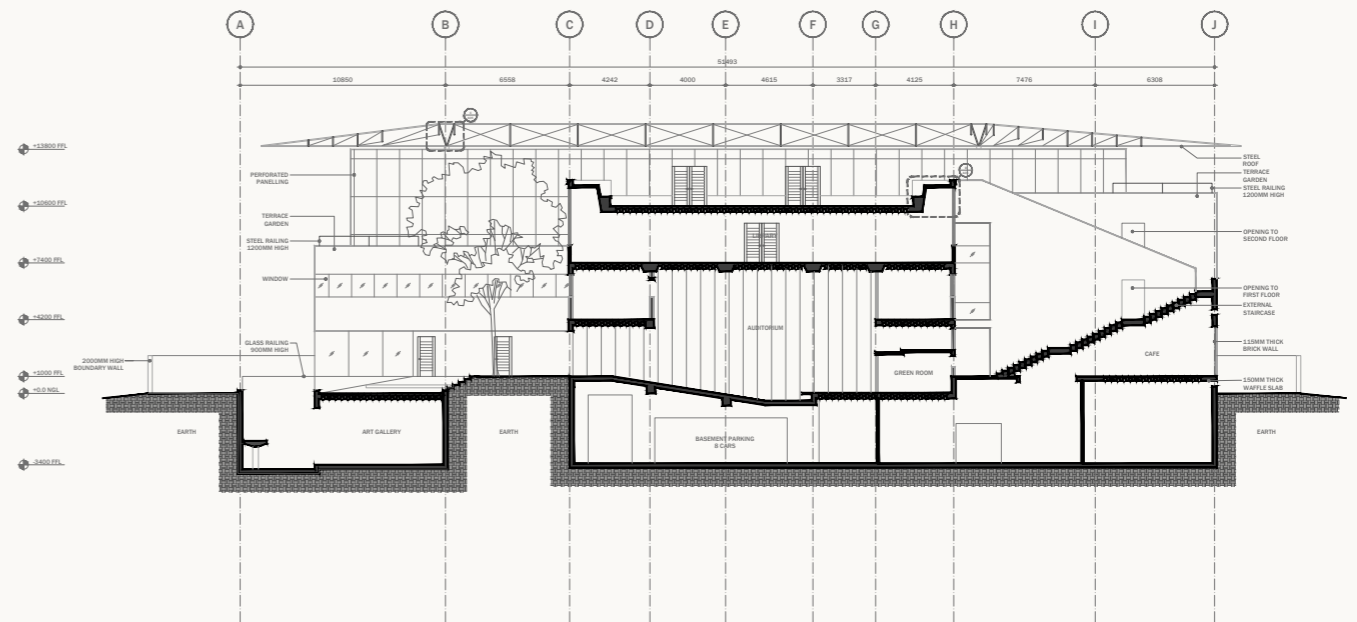 A B C D E F G H I J
51493
10850 6558 4242 4000 4615 3317 4125 7476 6308
+13800 FFL
+10600 FFL
+7400 FFL
+4200 FFL
+1000 FFL
+0.0 NGL
-3400 FFL
PERFORATED
PANELLING
TERRACE
GARDEN
STEEL RAILING
1200MM HIGH
WINDOW
GLASS RAILING
900MM HIGH
2000MM HIGH
BOUNDARY WALL
EARTH
ART GALLERY
EARTH
LIBRARY
AUDITORIUM
GREEN ROOM
BASEMENT PARKING
8 CARS
CAFE
STEEL
ROOF
TERRACE
GARDEN
STEEL RAILING
1200MM HIGH
OPENING TO
SECOND FLOOR
OPENING TO
FIRST FLOOR
EXTERNAL
STAIRCASE
115MM THICK
BRICK WALL
150MM THICK
WAFFLE SLAB
EARTH